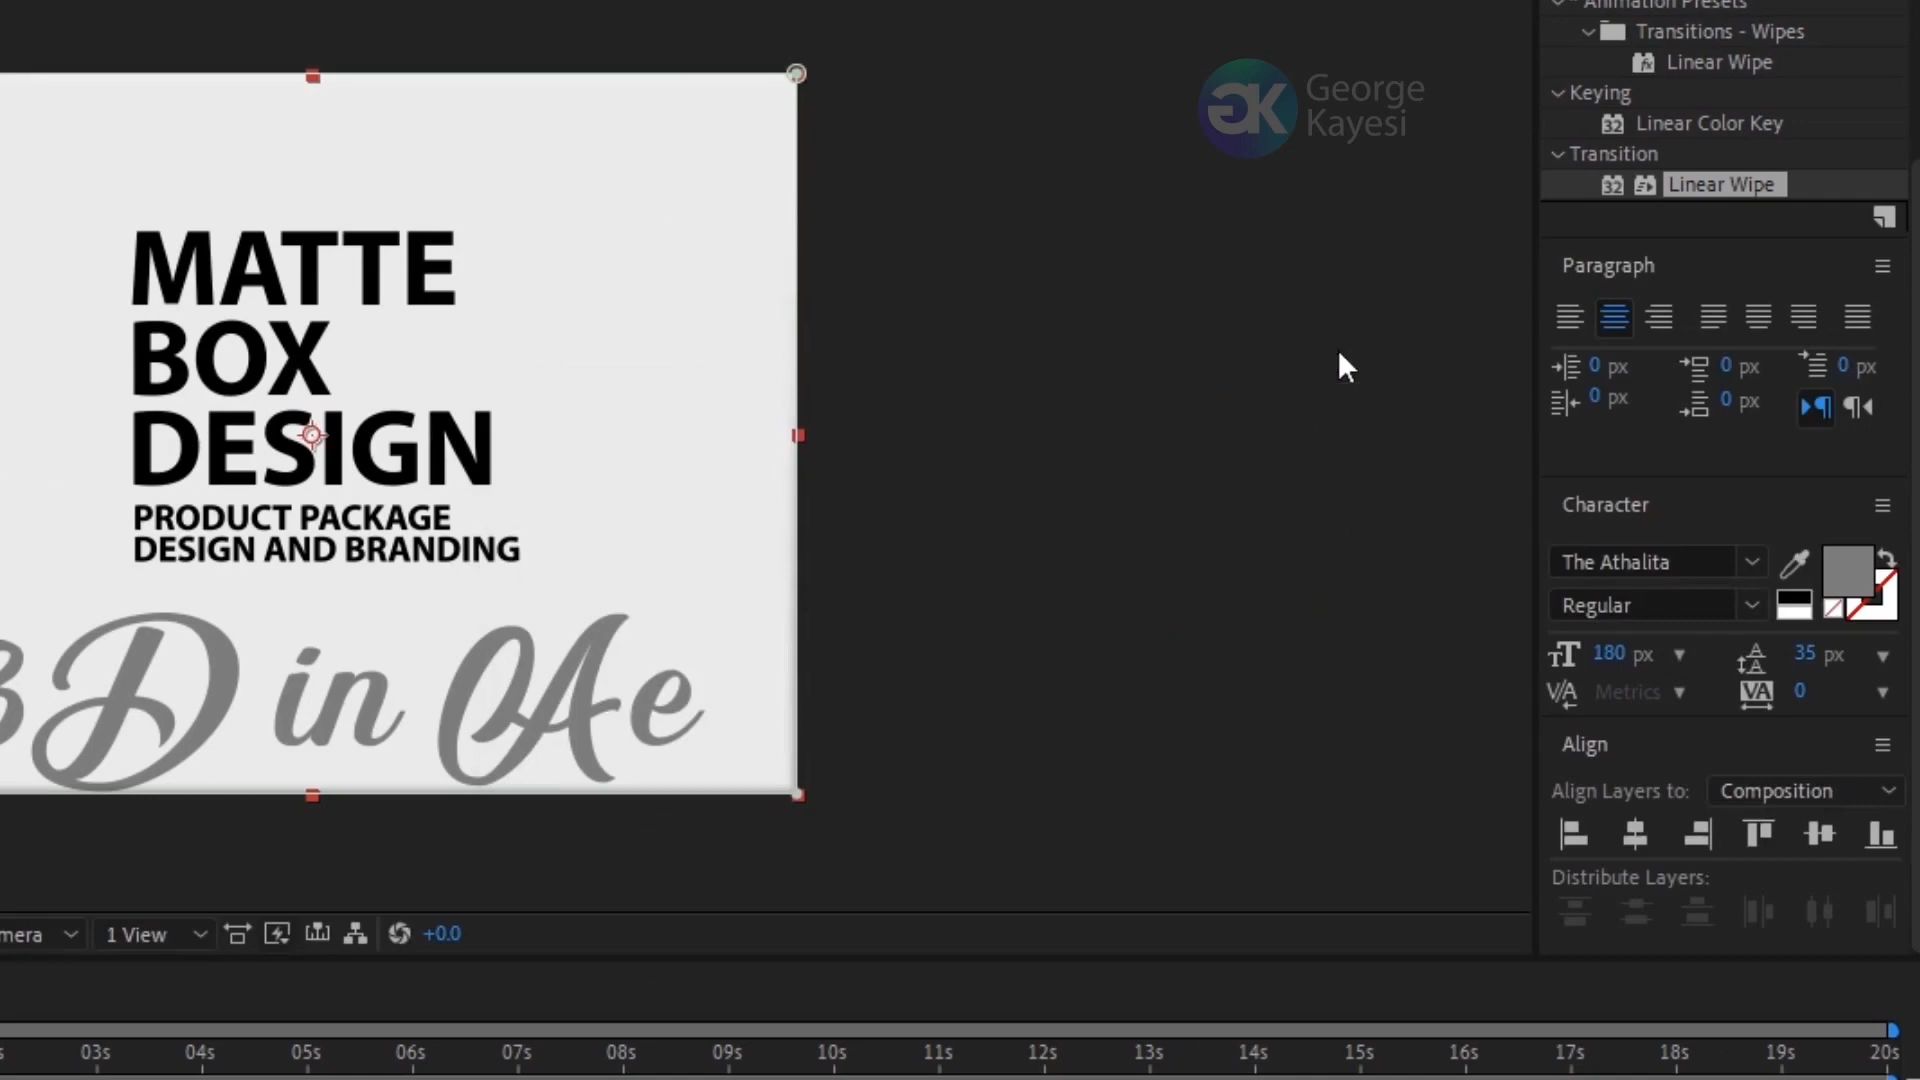 Animation Presets
Transitions - Wipes
Linear Wipe
Keying
32 Linear Color Key
Transition
32 Linear Wipe
GK George
Kayesi
MATTE
BOX
DESIGN
PRODUCT PACKAGE
DESIGN AND BRANDING
3D in Ae
Paragraph
0 px 0 px 0 px
0 px 0 px
Character
The Athalita
Regular
180 px 35 px
Metrics 0
Align
Align Layers to: Composition
Distribute Layers:
mera 1 View +0.0
s 03s 04s 05s 06s 07s 08s 09s 10s 11s 12s 13s 14s 15s 16s 17s 18s 19s 20s